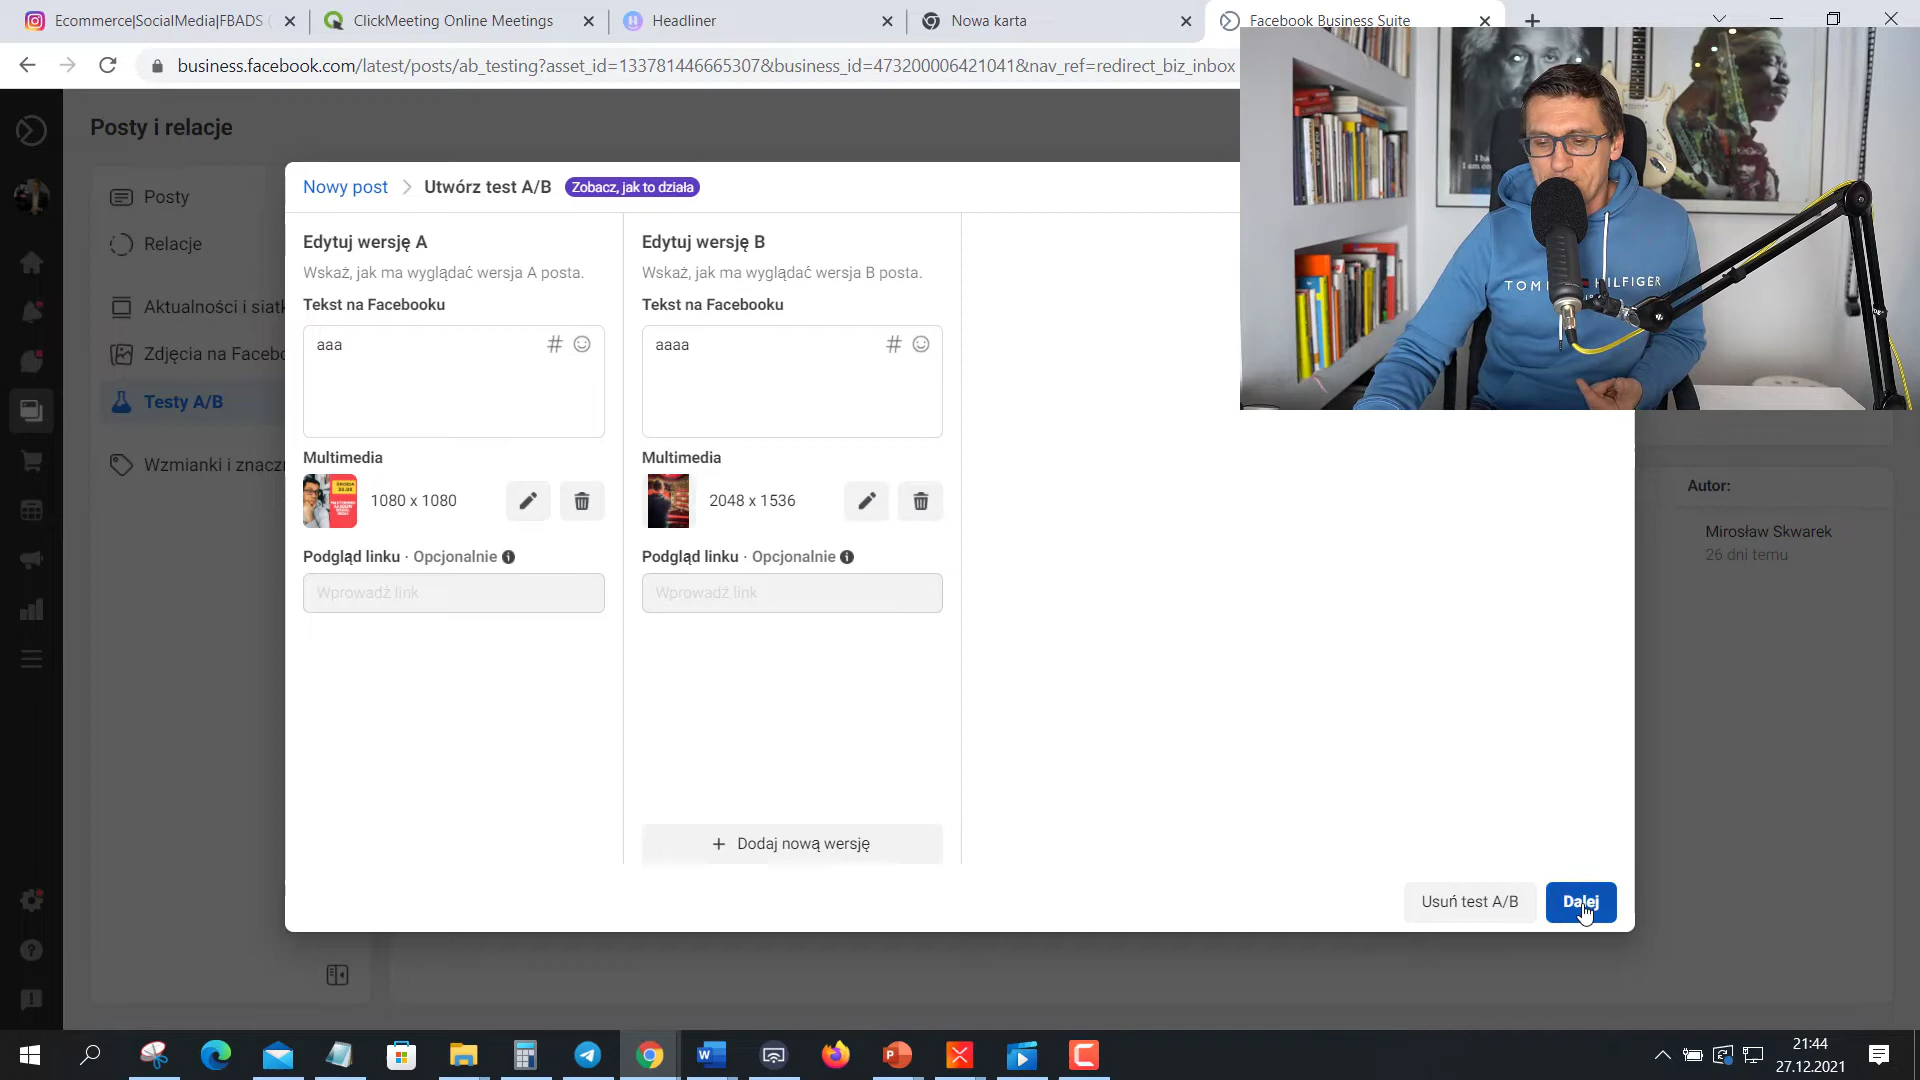 Ecommerce|SocialMedia|FBADS (
ClickMeeting Online Meetings
Headliner
Nowa karta
Facebook Business Suite
business.facebook.com/latest/posts/ab_testing?asset_id=133781446665307&business_id=473200006421041&nav_ref=redirect_biz_inbox
Posty i relacje
Posty
Relacje
Aktualności i siatk
Zdjęcia na Facebo
Testy A/B
Wzmianki i znacz
Nowy post > Utwórz test A/B Zobacz, jak to działa
Edytuj wersję A
Wskaż, jak ma wyglądać wersja A posta.
Tekst na Facebooku
aaa
Multimedia
1080 x 1080
Podgląd linku · Opcjonalnie
Wprowadź link
Edytuj wersję B
Wskaż, jak ma wyglądać wersja B posta.
Tekst na Facebooku
aaaa
Multimedia
2048 x 1536
Podgląd linku · Opcjonalnie
Wprowadź link
+ Dodaj nową wersję
Usuń test A/B
Dalej
Autor:
Mirosław Skwarek
26 dni temu
TOMM HILFIGER
21:44
27.12.2021